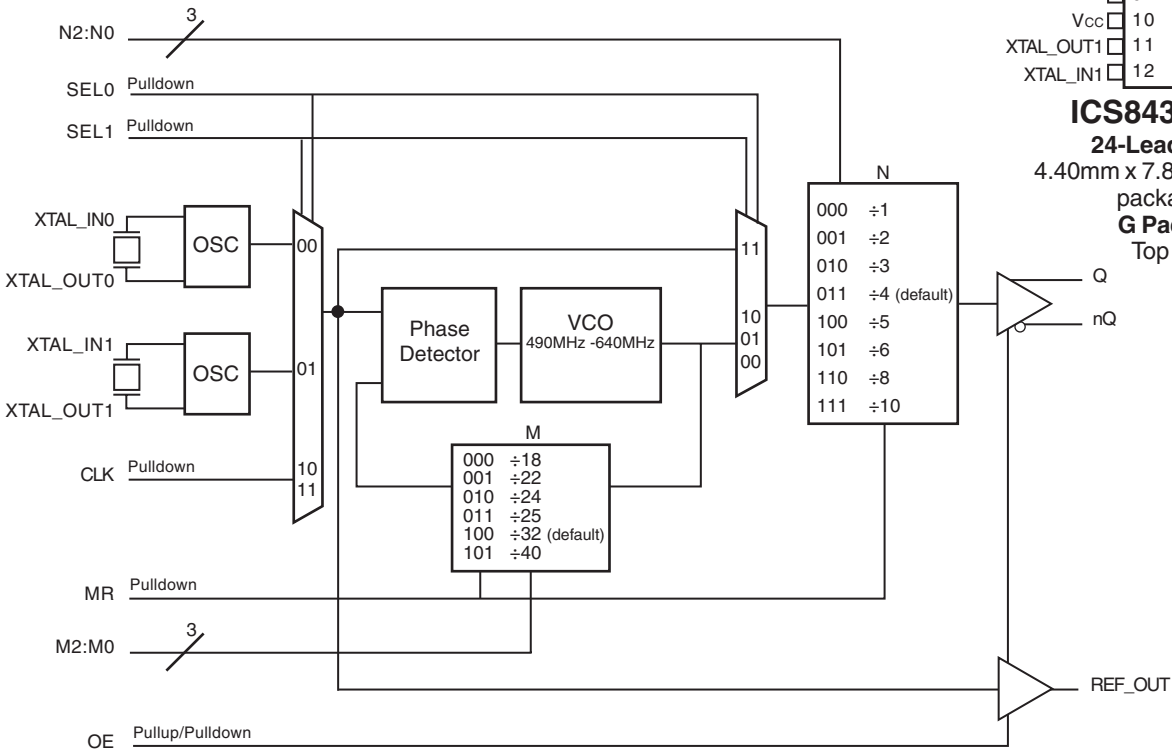 N2:N0
3
SEL0 Pulldown
SEL1 Pulldown
XTAL_IN0
XTAL_OUT0
OSC
XTAL_IN1
XTAL_OUT1
OSC
CLK Pulldown
00
01
10
11
Phase
Detector
VCO
490MHz -640MHz
11
10
01
00
M
000 ÷18
001 ÷22
010 ÷24
011 ÷25
100 ÷32 (default)
101 ÷40
N
000 ÷1
001 ÷2
010 ÷3
011 ÷4 (default)
100 ÷5
101 ÷6
110 ÷8
111 ÷10
Q
nQ
MR Pulldown
M2:M0
3
REF_OUT
OE Pullup/Pulldown
VCC 10
XTAL_OUT1 11
XTAL_IN1 12
ICS843
24-Lea
4.40mm x 7.8
packa
G Pa
Top